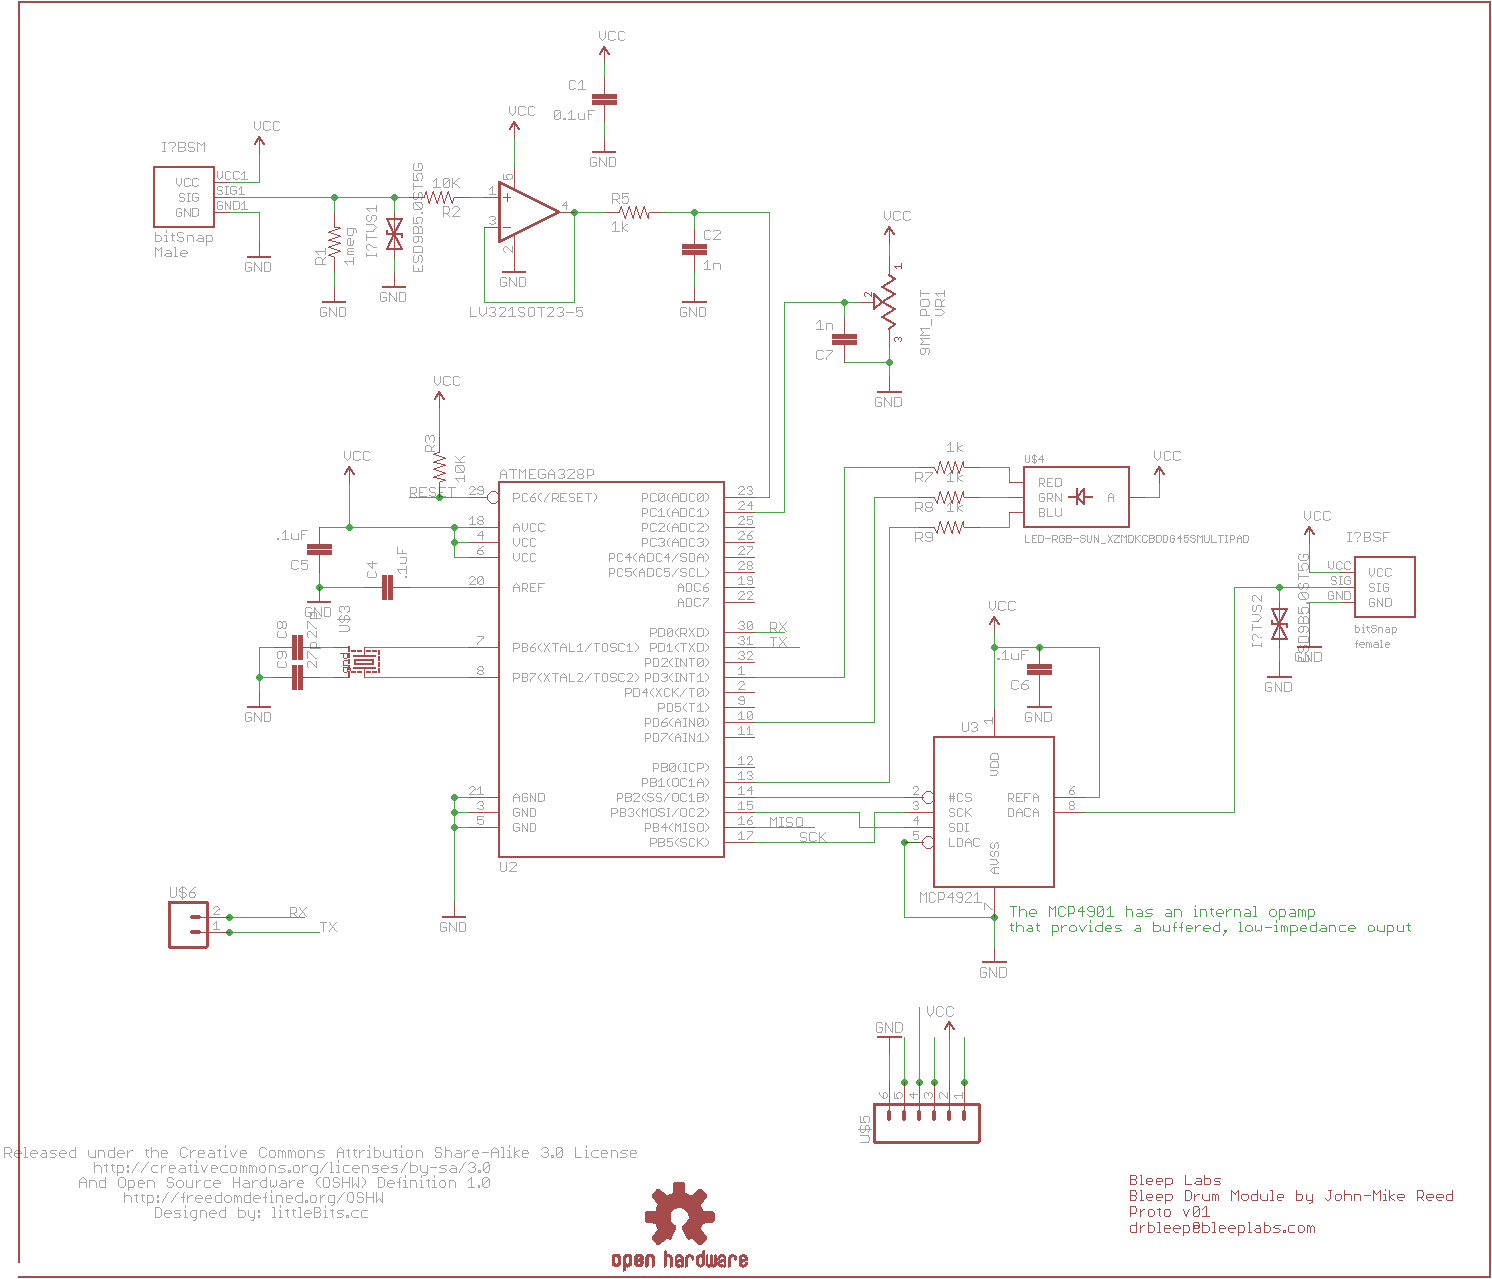 VCC
C1
0.1uF
GND
VCC
I?BSM
VCC
SIG
GND
VCC1
SIG1
GND1
bitSnap
Male
GND
R1
1meg
GND
I?TVS1
ESD9B5.0ST5G
GND
10K
R2
VCC
5
1
3
4
2
GND
LV321SOT23-5
R5
1k
C2
1n
GND
VCC
1
2
3
9MM_POT
VR1
1n
C7
GND
VCC
R3
10K
RESET
VCC
.1uF
C5
GND
C4
.1uF
C8
27p
C9
27p
U$3
gnd
GND
ATMEGA328P
29 PC6(/RESET)
18 AVCC
4 VCC
6 VCC
20 AREF
7 PB6(XTAL1/TOSC1)
8 PB7(XTAL2/TOSC2)
21 AGND
3 GND
5 GND
PC0(ADC0) 23
PC1(ADC1) 24
PC2(ADC2) 25
PC3(ADC3) 26
PC4(ADC4/SDA) 27
PC5(ADC5/SCL) 28
ADC6 19
ADC7 22
PD0(RXD) 30 RX
PD1(TXD) 31 TX
PD2(INT0) 32
PD3(INT1) 1
PD4(XCK/T0) 2
PD5(T1) 9
PD6(AIN0) 10
PD7(AIN1) 11
PB0(ICP) 12
PB1(OC1A) 13
PB2(SS/OC1B) 14
PB3(MOSI/OC2) 15
PB4(MISO) 16 MISO
PB5(SCK) 17 SCK
U2
GND
1k
R7
1k
R8
1k
R9
U$4
RED
GRN
BLU
A
LED-RGB-SUN_XZMDKCBDDG45SMULTIPAD
VCC
VCC
I?BSF
VCC
SIG
GND
VCC
SIG
GND
bitSnap
female
I?TVS2
ESD9B5.0ST5G
GND
GND
VCC
.1uF
C6
GND
U3
1
VDD
2 #CS
3 SCK
4 SDI
5 LDAC
REFA 6
DACA 8
AVSS
7
MCP4921
GND
The MCP4901 has an internal opamp
that provides a buffered, low-impedance ouput
U$6
2 RX
1 TX
GND
VCC
6 5 4 3 2 1
U$5
Released under the Creative Commons Attribution Share-Alike 3.0 License
http://creativecommons.org/licenses/by-sa/3.0
And Open Source Hardware (OSHW) Definition 1.0
http://freedomdefined.org/OSHW
Designed by: littleBits.cc
open hardware
Bleep Labs
Bleep Drum Module by John-Mike Reed
Proto v01
drbleep@bleeplabs.com